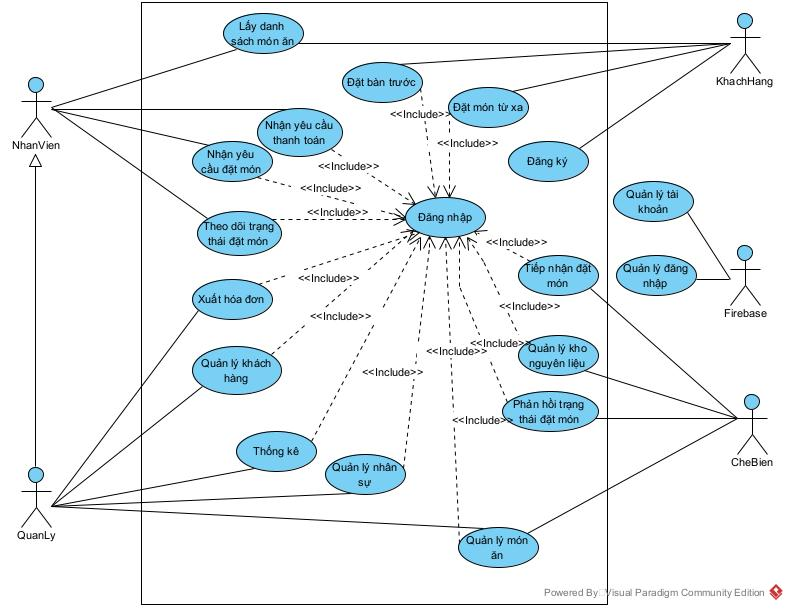 Lấy danh
sách món ăn
KhachHang
Đặt bàn trước
<<Include>>
Đặt món từ xa
NhanVien
Nhận yêu cầu
thanh toán
<<Include>>
Nhận yêu
cầu đặt món
<<Include>>
Đăng ký
<<Include>>
Quản lý tài
khoản
Theo dõi trạng
thái đặt món
<<Include>>
Đăng nhập
<<Include>>
Tiếp nhận đặt
món
Quản lý đăng
nhập
Firebase
Xuất hóa đơn
<<Include>>
<<Include>>
<<Include>>
Quản lý khách
hàng
<<Include>>
<<Include>>
<<Include>>
Quản lý kho
nguyên liệu
<<Include>>
Phản hồi trạng
thái đặt món
<<Include>>
CheBien
Thống kê
Quản lý nhân
sự
QuanLy
Quản lý món
ăn
Powered By Visual Paradigm Community Edition